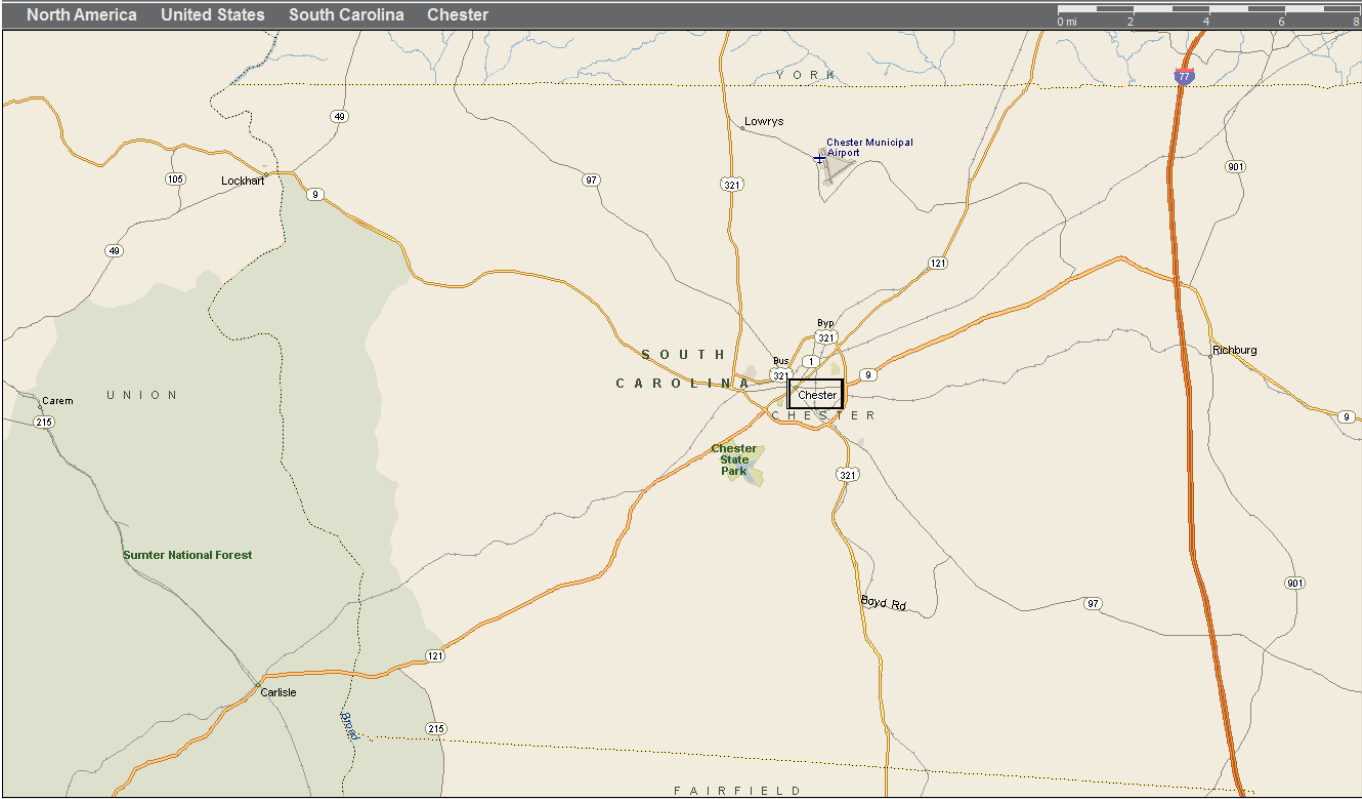 North America United States South Carolina Chester
0 mi 2 4 6 8
YORK
77
49
Lowrys
Chester Municipal
Airport
901
105
Lockhart
97
321
9
49
121
Byp
321
SOUTH
Bus
1
Richburg
321
9
CAROLINA
UNION
Chester
Carem
CHESTER
9
215
Chester
State
Park
321
Sumter National Forest
901
Boyd Rd
97
121
Carlisle
Broad
215
FAIRFIELD